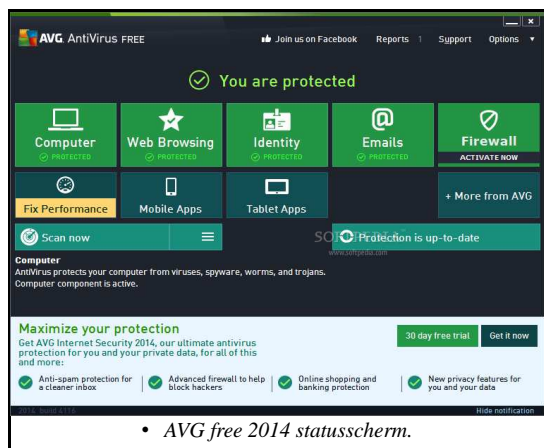 AVG. AntiVirus FREE
Join us on Facebook Reports 1 Support Options
You are protected
Computer
PROTECTED
Web Browsing
PROTECTED
Identity
PROTECTED
Emails
PROTECTED
Firewall
ACTIVATE NOW
Fix Performance
Mobile Apps
Tablet Apps
+ More from AVG
Scan now
Protection is up-to-date
www.softpedia.com
Computer
AntiVirus protects your computer from viruses, spyware, worms, and trojans.
Computer component is active.
Maximize your protection
Get AVG Internet Security 2014, our ultimate antivirus
protection for you and your private data, for all of this
and more:
30 day free trial
Get it now
Anti-spam protection for
a cleaner inbox
Advanced firewall to help
block hackers
Online shopping and
banking protection
New privacy features for
you and your data
Hide notification
• AVG free 2014 statusscherm.